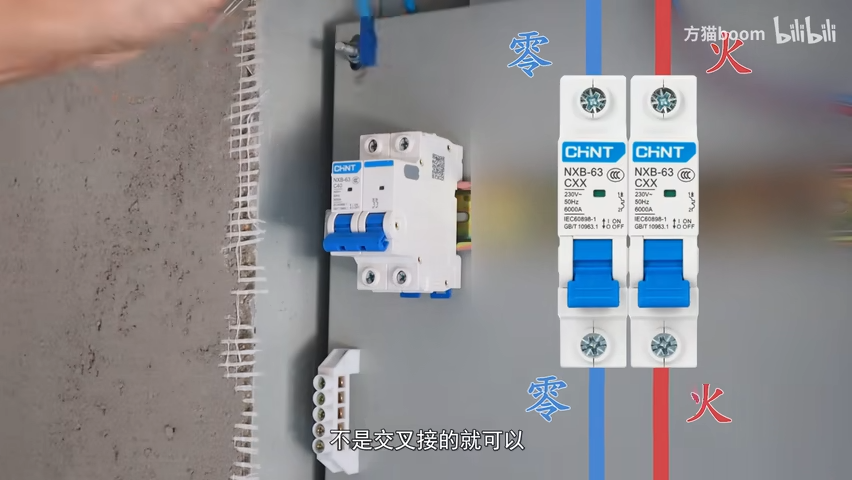 方猫boom bilibili
零 火
CHNT CHNT
NXB-63 NXB-63
CXX CXX
230V~ 230V~
50Hz 50Hz
6000A 6000A
IEC60898-1 I ON IEC60898-1 I ON
GB/T 10963.1 O OFF GB/T 10963.1 O OFF
CHNT
NXB-63
零 火
不是交叉接的就可以